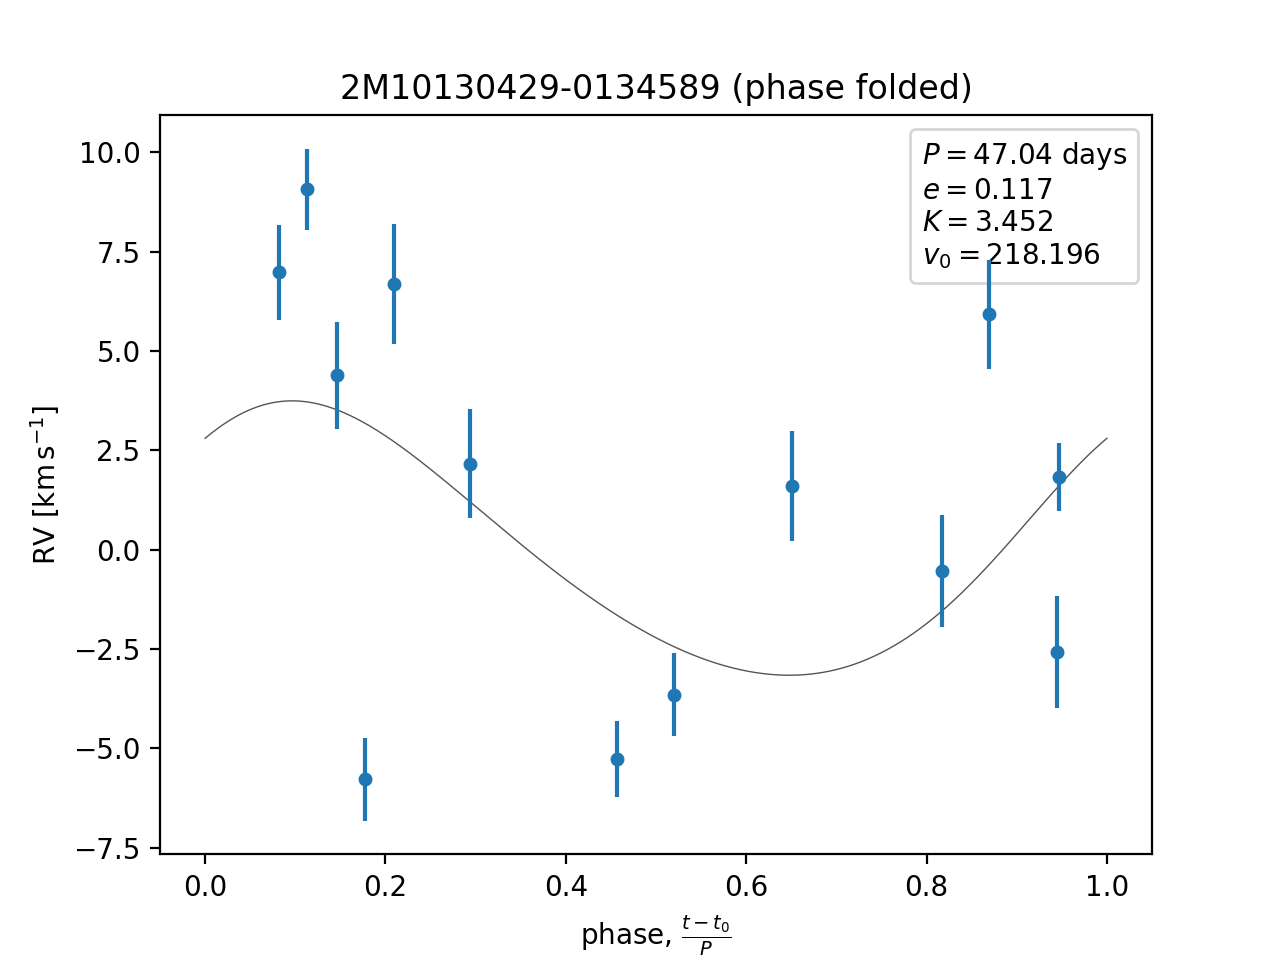 2M10130429-0134589 (phase folded)
P = 47.04 days
e = 0.117
K = 3.452
v₀ = 218.196
10.0
7.5
5.0
2.5
0.0
−2.5
−5.0
−7.5
RV [km s⁻¹]
0.0 0.2 0.4 0.6 0.8 1.0
phase, (t − t₀)/P